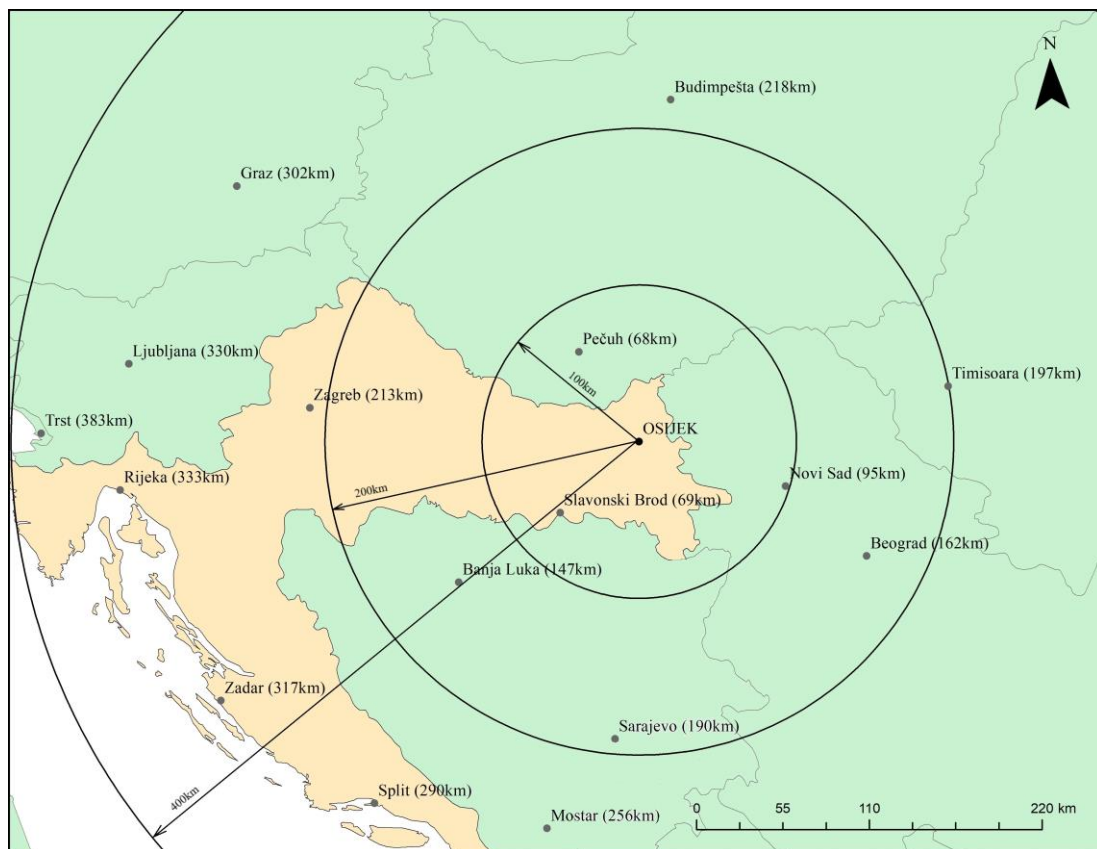 N
Budimpešta (218km)
Graz (302km)
Pečuh (68km)
Ljubljana (330km)
100km
Timisoara (197km)
Zagreb (213km)
Trst (383km)
OSIJEK
Rijeka (333km)
Novi Sad (95km)
200km
Slavonski Brod (69km)
Beograd (162km)
Banja Luka (147km)
Zadar (317km)
Sarajevo (190km)
400km
Split (290km)
Mostar (256km)
0 55 110 220 km